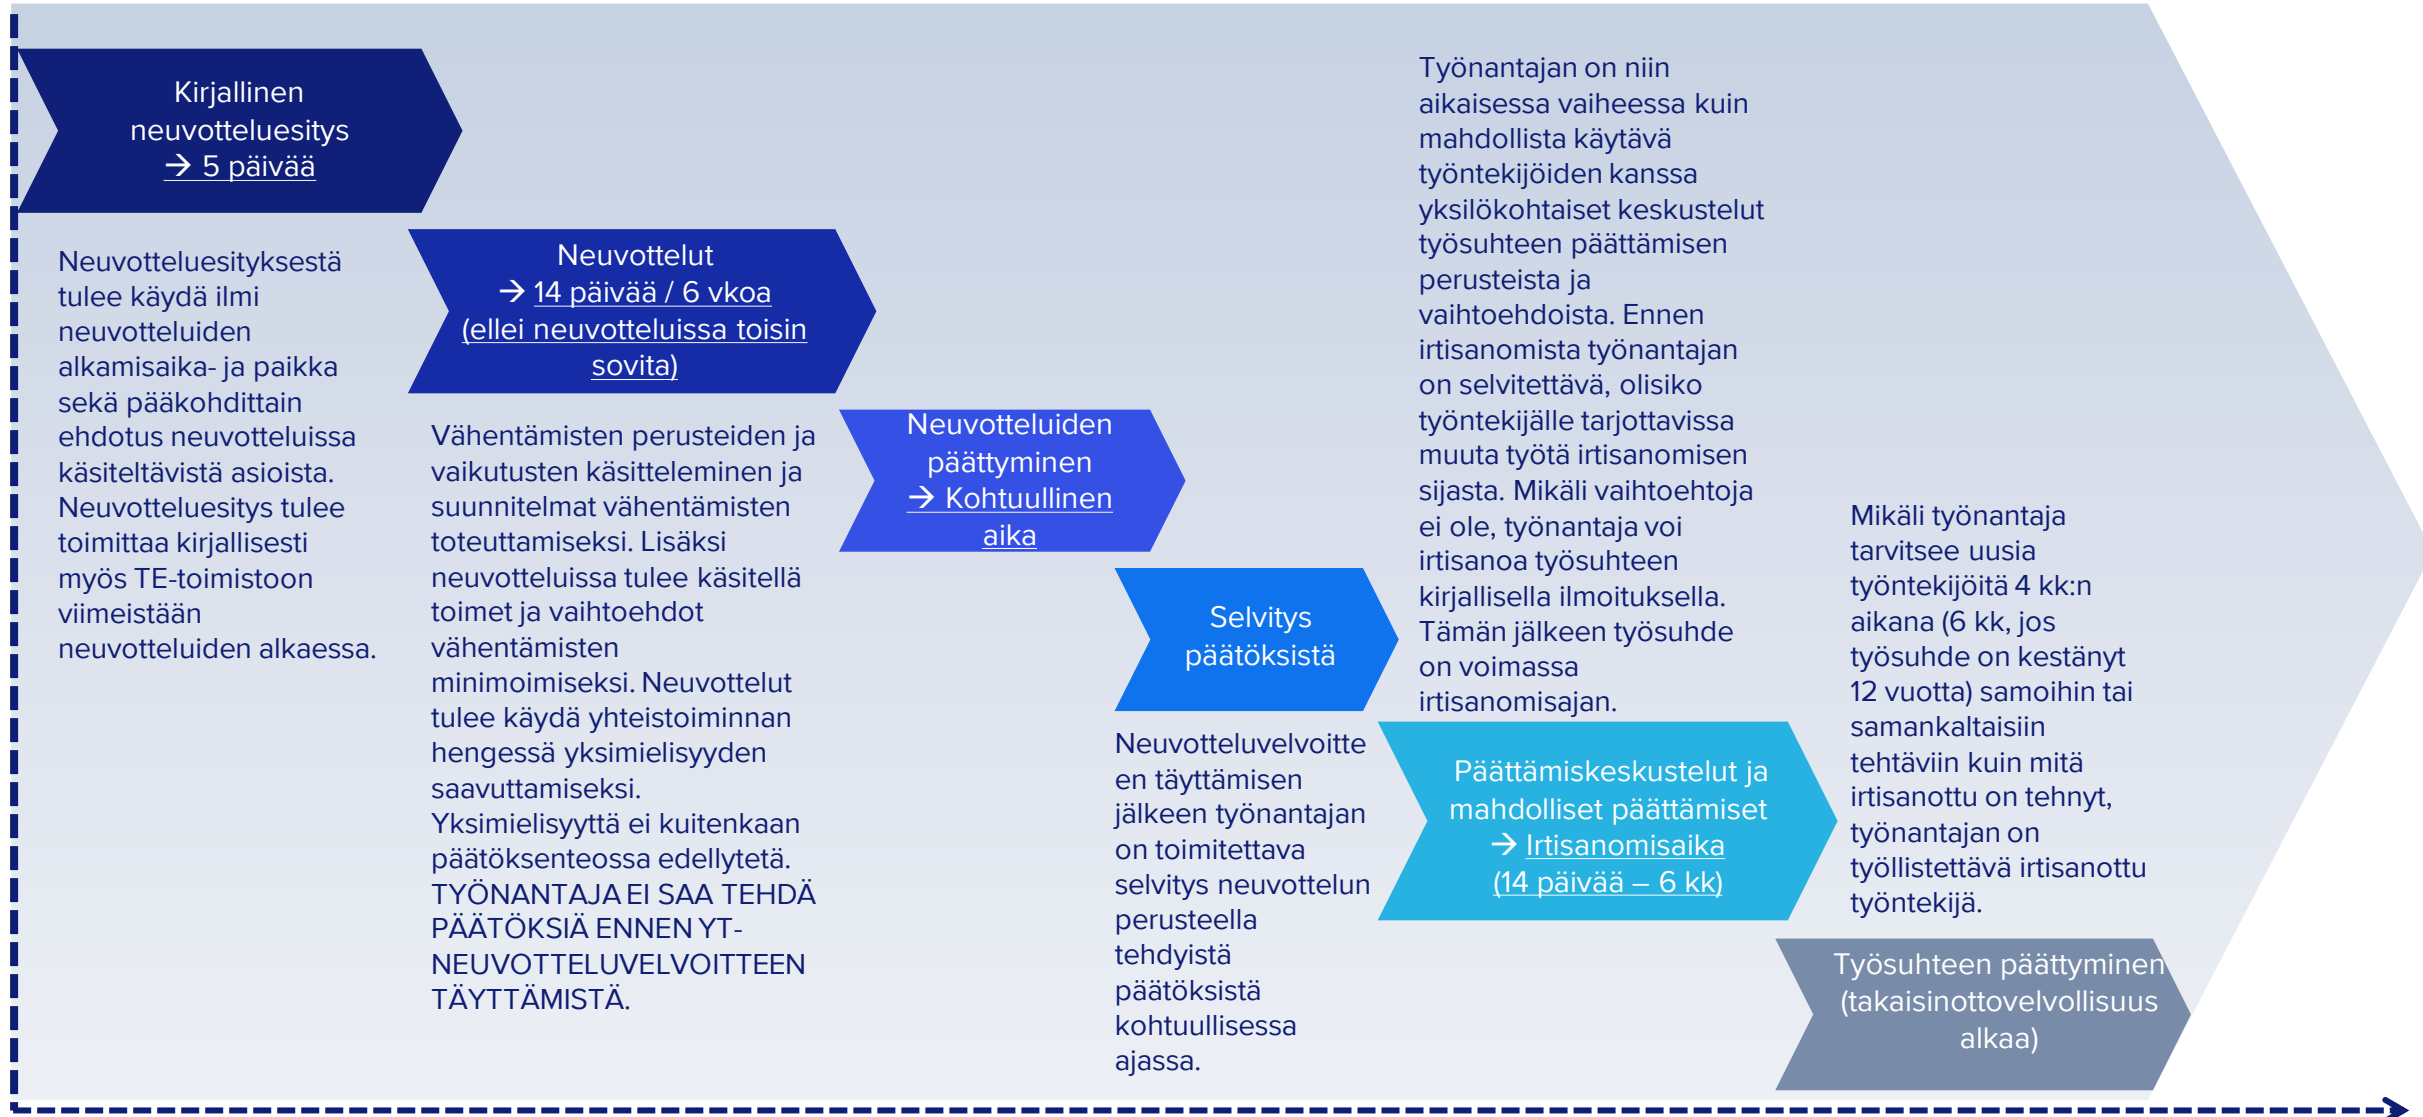 Kirjallinen
neuvotteluesitys
→ 5 päivää
Neuvotteluesityksestä
tulee käydä ilmi
neuvotteluiden
alkamisaika- ja paikka
sekä pääkohdittain
ehdotus neuvotteluissa
käsiteltävistä asioista.
Neuvotteluesitys tulee
toimittaa kirjallisesti
myös TE-toimistoon
viimeistään
neuvotteluiden alkaessa.
Neuvottelut
→ 14 päivää / 6 vkoa
(ellei neuvotteluissa toisin
sovita)
Vähentämisten perusteiden ja
vaikutusten käsitteleminen ja
suunnitelmat vähentämisten
toteuttamiseksi. Lisäksi
neuvotteluissa tulee käsitellä
toimet ja vaihtoehdot
vähentämisten
minimoimiseksi. Neuvottelut
tulee käydä yhteistoiminnan
hengessä yksimielisyyden
saavuttamiseksi.
Yksimielisyyttä ei kuitenkaan
päätöksenteossa edellytetä.
TYÖNANTAJA EI SAA TEHDÄ
PÄÄTÖKSIÄ ENNEN YT-
NEUVOTTELUVELVOITTEEN
TÄYTTÄMISTÄ.
Neuvotteluiden
päättyminen
→ Kohtuullinen
aika
Selvitys
päätöksistä
Neuvotteluvelvoitte
en täyttämisen
jälkeen työnantajan
on toimitettava
selvitys neuvottelun
perusteella
tehdyistä
päätöksistä
kohtuullisessa
ajassa.
Työnantajan on niin
aikaisessa vaiheessa kuin
mahdollista käytävä
työntekijöiden kanssa
yksilökohtaiset keskustelut
työsuhteen päättämisen
perusteista ja
vaihtoehdoista. Ennen
irtisanomista työnantajan
on selvitettävä, olisiko
työntekijälle tarjottavissa
muuta työtä irtisanomisen
sijasta. Mikäli vaihtoehtoja
ei ole, työnantaja voi
irtisanoa työsuhteen
kirjallisella ilmoituksella.
Tämän jälkeen työsuhde
on voimassa
irtisanomisajan.
Päättämiskeskustelut ja
mahdolliset päättämiset
→ Irtisanomisaika
(14 päivää – 6 kk)
Mikäli työnantaja
tarvitsee uusia
työntekijöitä 4 kk:n
aikana (6 kk, jos
työsuhde on kestänyt
12 vuotta) samoihin tai
samankaltaisiin
tehtäviin kuin mitä
irtisanottu on tehnyt,
työnantajan on
työllistettävä irtisanottu
työntekijä.
Työsuhteen päättyminen
(takaisinottovelvollisuus
alkaa)